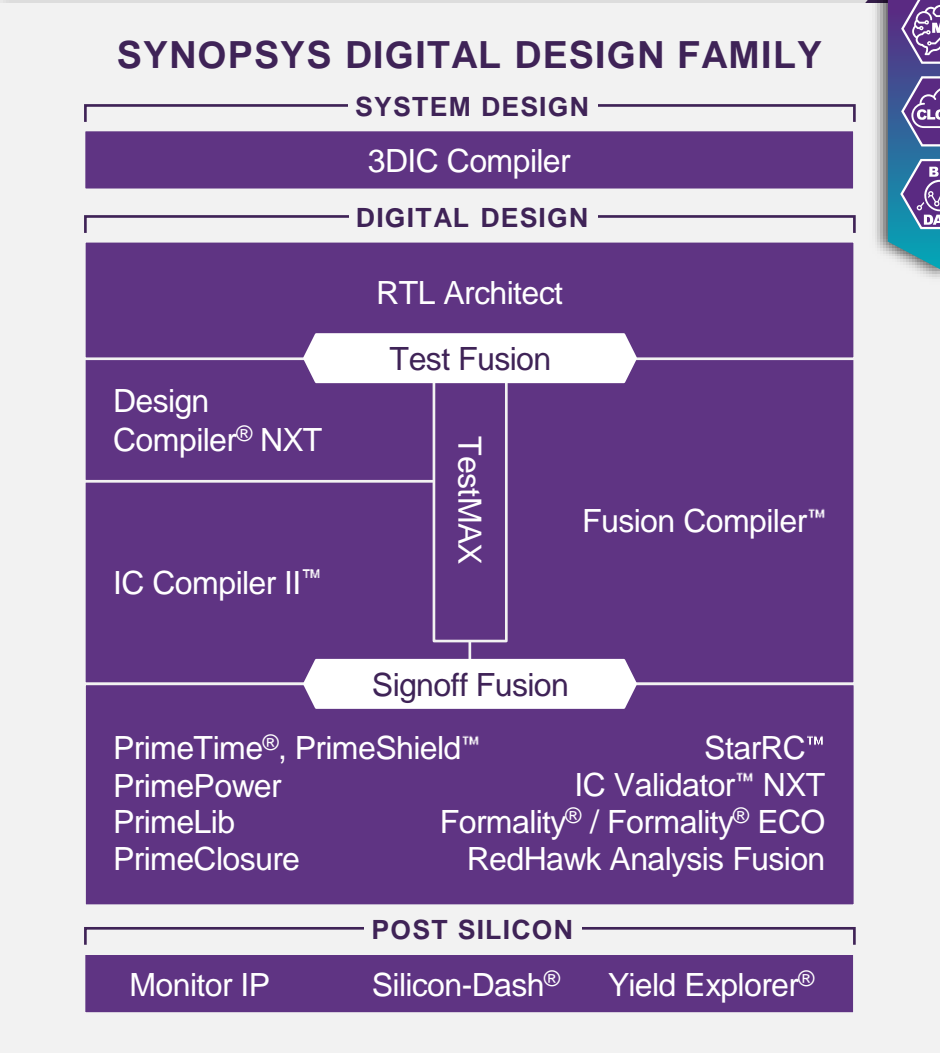 SYNOPSYS DIGITAL DESIGN FAMILY
SYSTEM DESIGN
3DIC Compiler
DIGITAL DESIGN
RTL Architect
Test Fusion
Design
Compiler® NXT
TestMAX
Fusion Compiler™
IC Compiler II™
Signoff Fusion
PrimeTime®, PrimeShield™
PrimePower
PrimeLib
PrimeClosure
StarRC™
IC Validator™ NXT
Formality® / Formality® ECO
RedHawk Analysis Fusion
POST SILICON
Monitor IP
Silicon-Dash®
Yield Explorer®